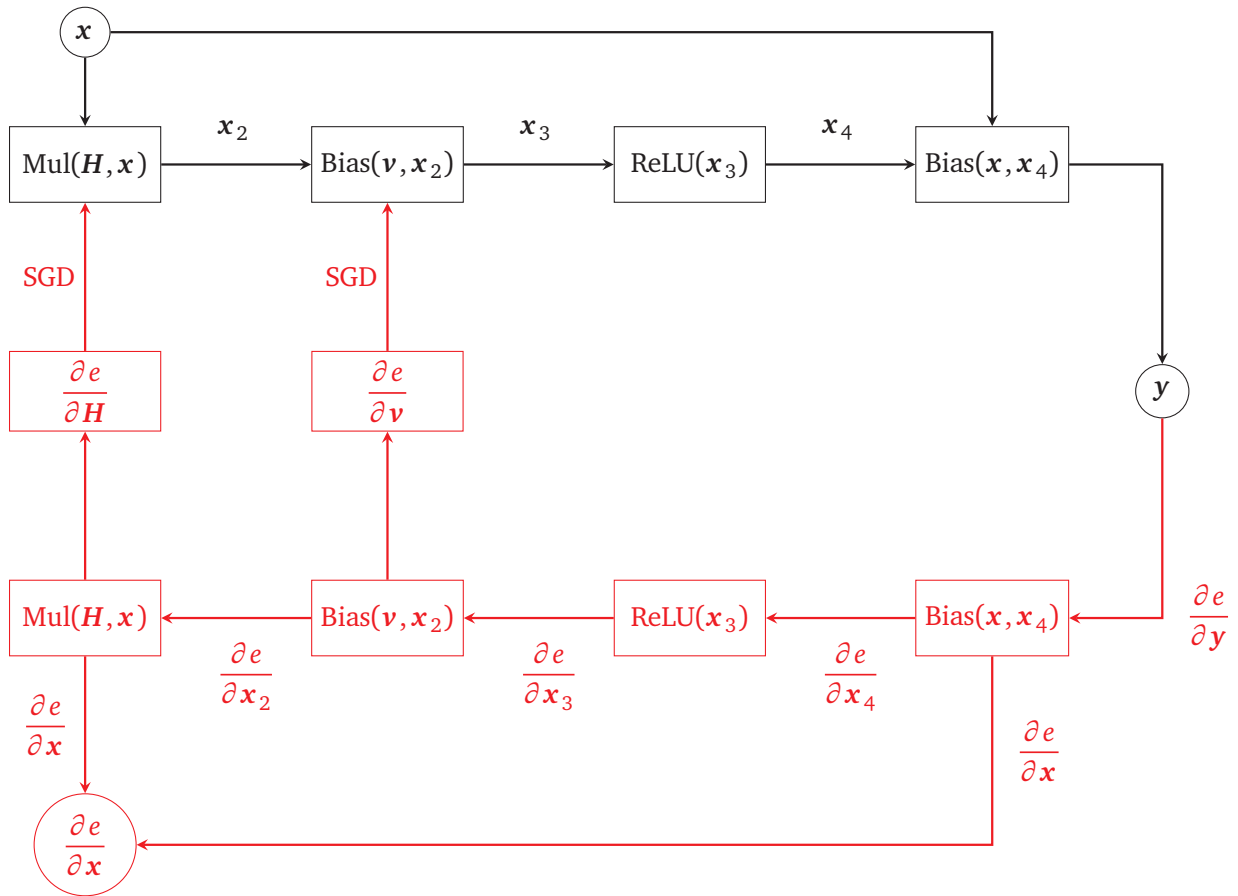 x
x₂ x₃ x₄
Mul(H, x) Bias(v, x₂) ReLU(x₃) Bias(x, x₄)
SGD SGD
∂e/∂H ∂e/∂v y
Mul(H, x) Bias(v, x₂) ReLU(x₃) Bias(x, x₄) ∂e/∂y
∂e/∂x₂ ∂e/∂x₃ ∂e/∂x₄
∂e/∂x ∂e/∂x
∂e/∂x